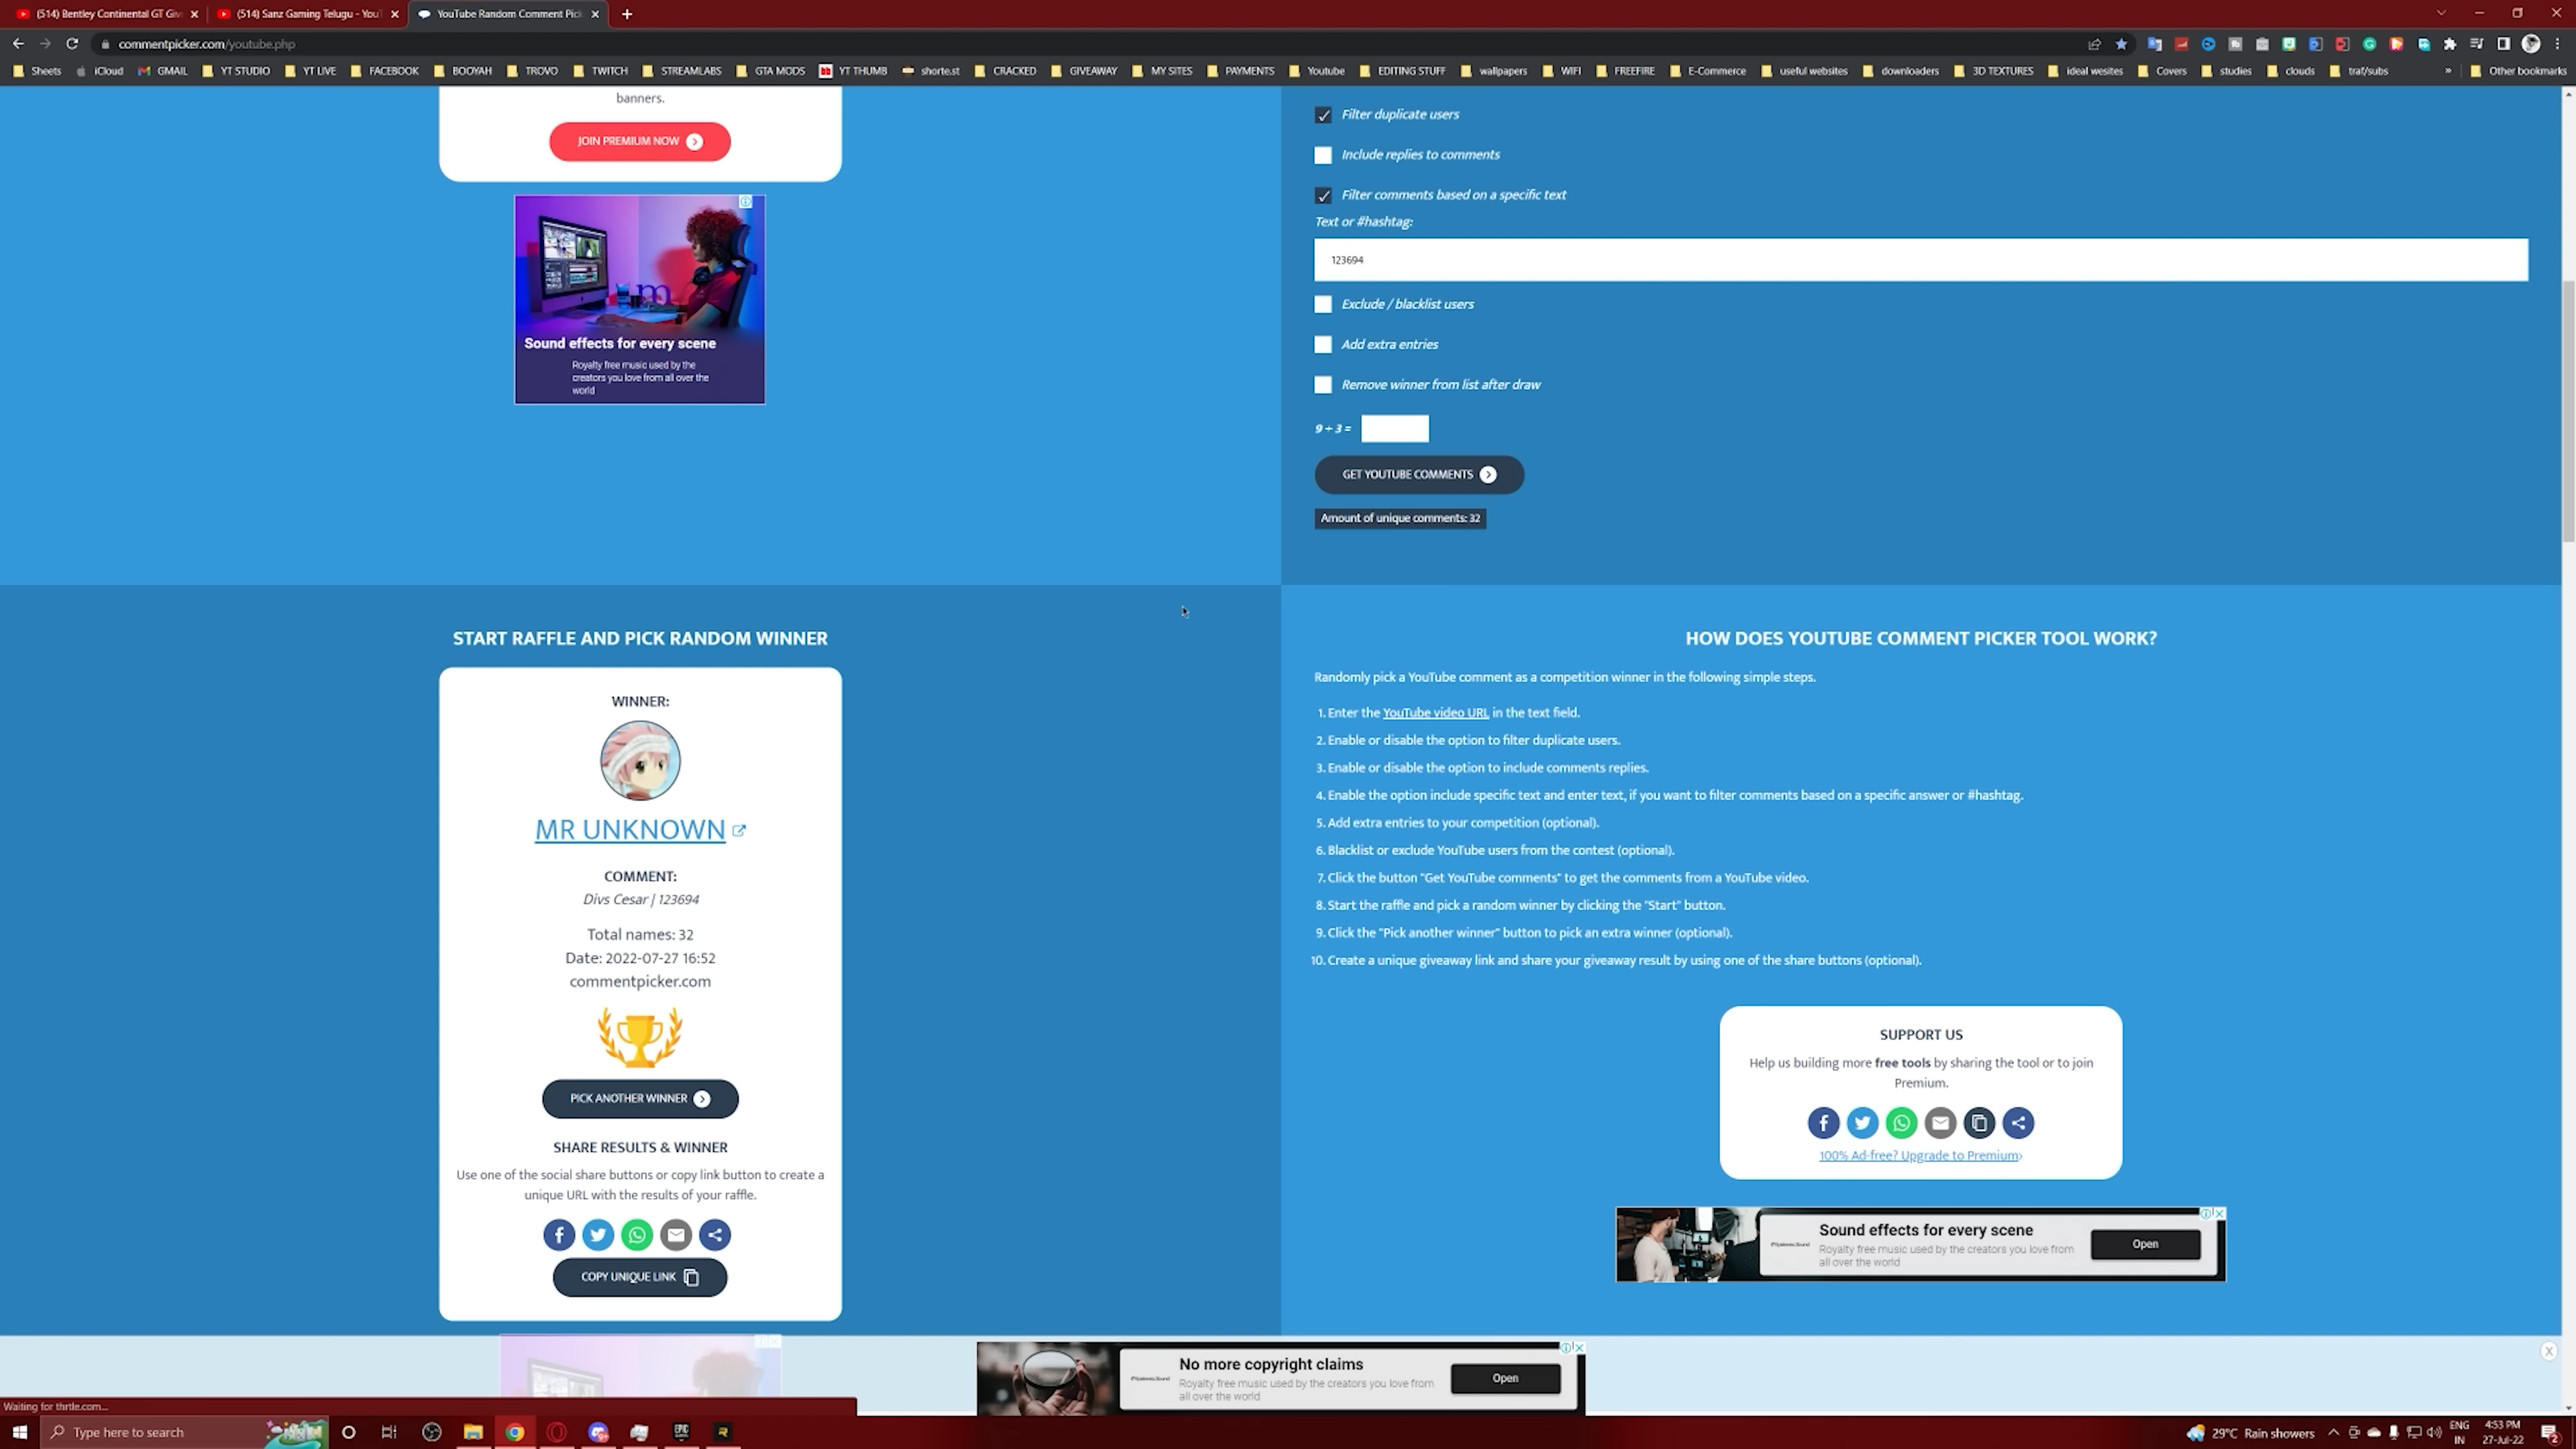 (514) Bentley Continental GT Giv
(514) Sanz Gaming Telugu - YouT
YouTube Random Comment Pic
commentpicker.com/youtube.php
Sheets
iCloud
GMAIL
YT STUDIO
YT LIVE
FACEBOOK
BOOYAH
TROVO
TWITCH
STREAMLABS
GTA MODS
YT THUMB
shorte.st
CRACKED
GIVEAWAY
MY SITES
PAYMENTS
Youtube
EDITING STUFF
wallpapers
WIFI
FREEFIRE
E-Commerce
useful websites
downloaders
3D TEXTURES
ideal wesites
Covers
studies
clouds
traf/subs
»
Other bookmarks
banners.
JOIN PREMIUM NOW
Sound effects for every scene
Royalty free music used by the
creators you love from all over the
world
Filter duplicate users
Include replies to comments
Filter comments based on a specific text
Text or #hashtag:
123694
Exclude / blacklist users
Add extra entries
Remove winner from list after draw
9 + 3 =
GET YOUTUBE COMMENTS
Amount of unique comments: 32
START RAFFLE AND PICK RANDOM WINNER
WINNER:
MR UNKNOWN
COMMENT:
Divs Cesar | 123694
Total names: 32
Date: 2022-07-27 16:52
commentpicker.com
PICK ANOTHER WINNER
SHARE RESULTS & WINNER
Use one of the social share buttons or copy link button to create a
unique URL with the results of your raffle.
COPY UNIQUE LINK
HOW DOES YOUTUBE COMMENT PICKER TOOL WORK?
Randomly pick a YouTube comment as a competition winner in the following simple steps.
1. Enter the YouTube video URL in the text field.
2. Enable or disable the option to filter duplicate users.
3. Enable or disable the option to include comments replies.
4. Enable the option include specific text and enter text, if you want to filter comments based on a specific answer or #hashtag.
5. Add extra entries to your competition (optional).
6. Blacklist or exclude YouTube users from the contest (optional).
7. Click the button "Get YouTube comments" to get the comments from a YouTube video.
8. Start the raffle and pick a random winner by clicking the "Start" button.
9. Click the "Pick another winner" button to pick an extra winner (optional).
10. Create a unique giveaway link and share your giveaway result by using one of the share buttons (optional).
SUPPORT US
Help us building more free tools by sharing the tool or to join
Premium.
100% Ad-free? Upgrade to Premium›
Sound effects for every scene
Royalty free music used by the creators you love from
all over the world
Open
No more copyright claims
Royalty free music used by the creators you love from
all over the world
Open
Waiting for thrtle.com...
Type here to search
29°C Rain showers
ENG
IN
4:53 PM
27-Jul-22
2